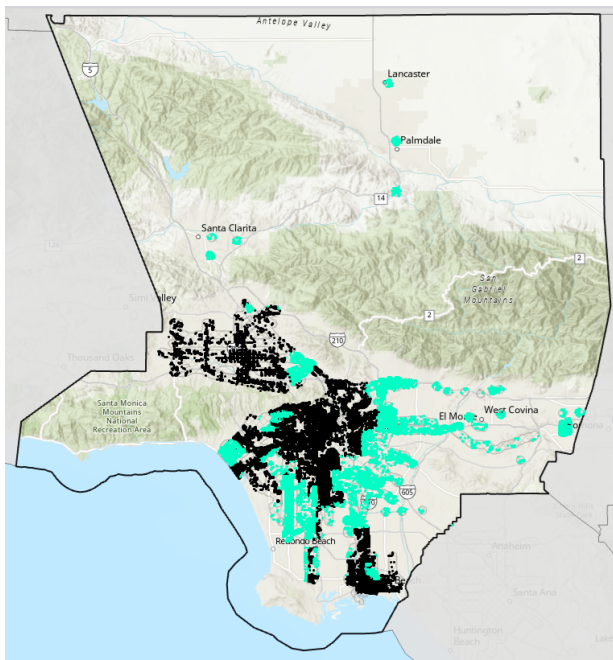 Antelope Valley
5
Lancaster
Palmdale
14
Santa Clarita
2
San
Gabriel
Mountains
Simi Valley
2
210
Thousand Oaks
Santa Monica
Mountains
National
Recreation Area
El Monte
West Covina
605
Redondo Beach
Beach
Anaheim
Santa Ana
Huntington
Beach